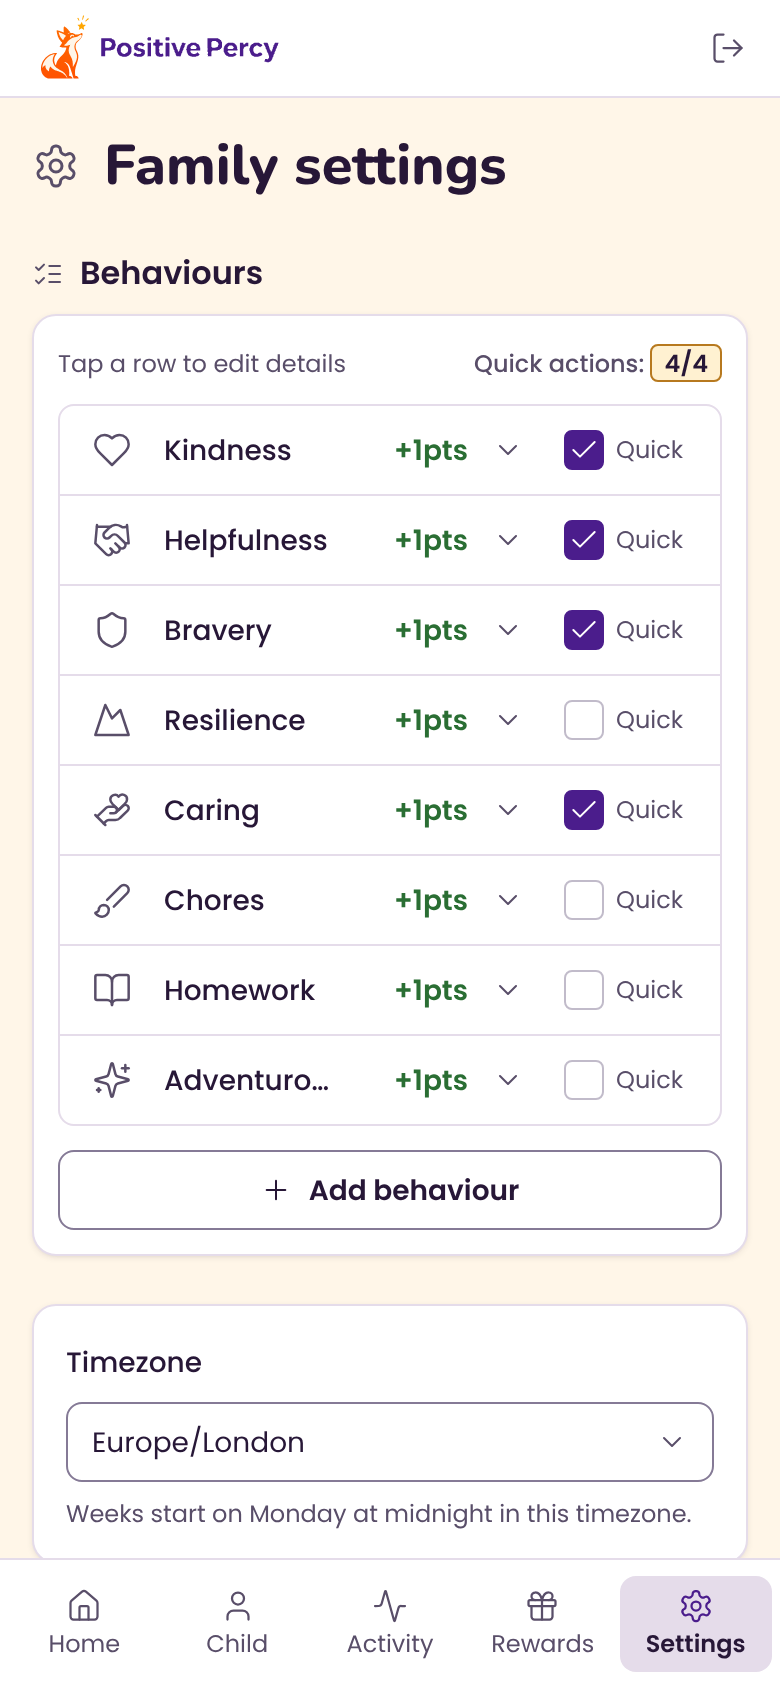 Positive Percy
Family settings
Behaviours
Tap a row to edit details Quick actions: 4/4
Kindness +1pts Quick
Helpfulness +1pts Quick
Bravery +1pts Quick
Resilience +1pts Quick
Caring +1pts Quick
Chores +1pts Quick
Homework +1pts Quick
Adventuro... +1pts Quick
Add behaviour
Timezone
Europe/London
Weeks start on Monday at midnight in this timezone.
Home Child Activity Rewards Settings